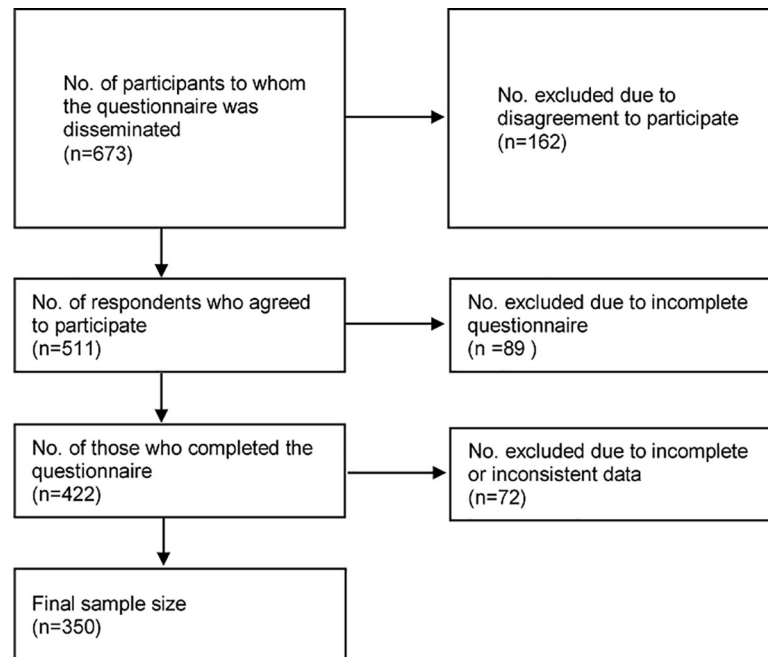 No. of participants to whom
the questionnaire was
disseminated
(n=673)
No. excluded due to
disagreement to participate
(n=162)
No. of respondents who agreed
to participate
(n=511)
No. excluded due to incomplete
questionnaire
(n =89 )
No. of those who completed the
questionnaire
(n=422)
No. excluded due to incomplete
or inconsistent data
(n=72)
Final sample size
(n=350)